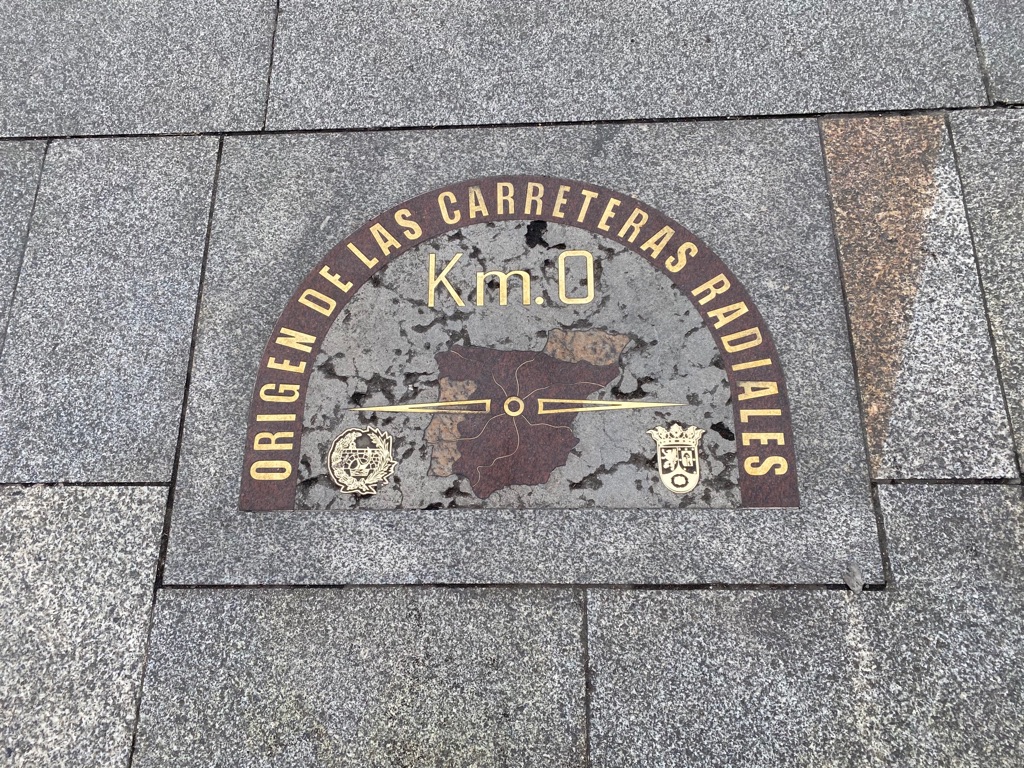 ORIGEN DE LAS CARRETERAS RADIALES
Km. 0